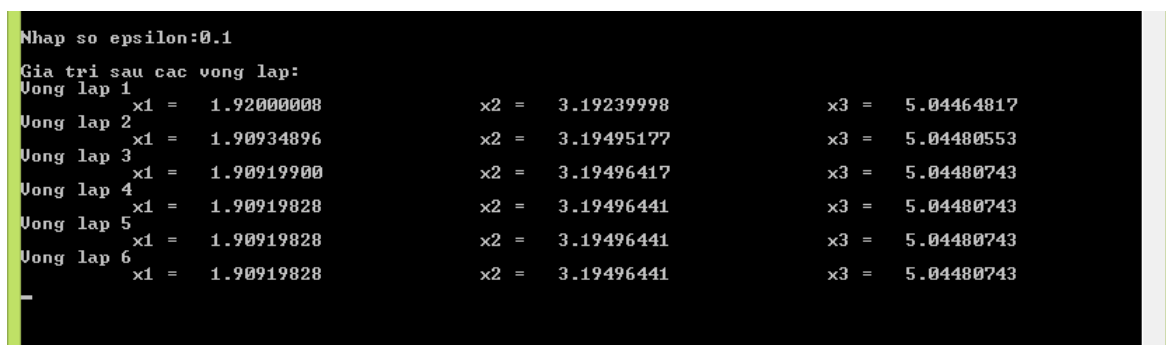 Nhap so epsilon:0.1
Gia tri sau cac vong lap:
Vong lap 1
x1 = 1.92000008 x2 = 3.19239998 x3 = 5.04464817
Vong lap 2
x1 = 1.90934896 x2 = 3.19495177 x3 = 5.04480553
Vong lap 3
x1 = 1.90919900 x2 = 3.19496417 x3 = 5.04480743
Vong lap 4
x1 = 1.90919828 x2 = 3.19496441 x3 = 5.04480743
Vong lap 5
x1 = 1.90919828 x2 = 3.19496441 x3 = 5.04480743
Vong lap 6
x1 = 1.90919828 x2 = 3.19496441 x3 = 5.04480743